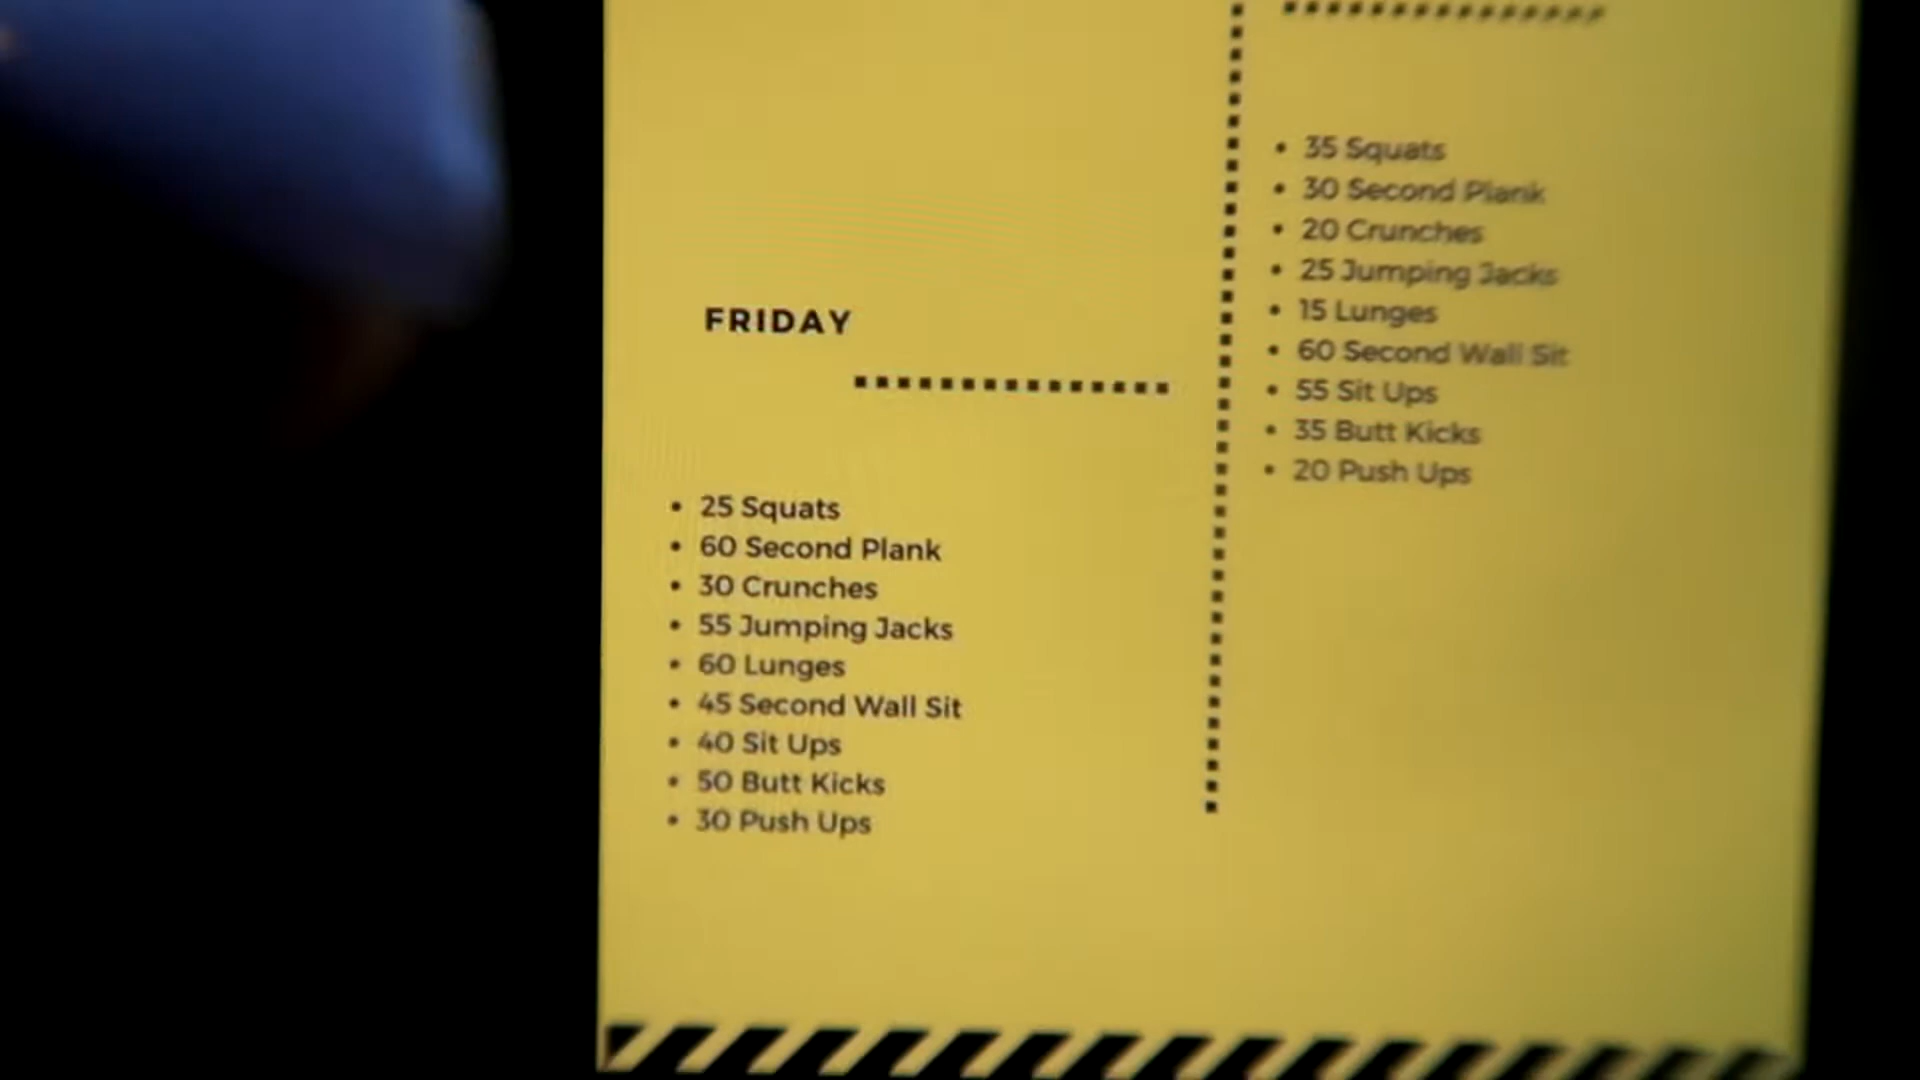 FRIDAY
• 25 Squats
• 60 Second Plank
• 30 Crunches
• 55 Jumping Jacks
• 60 Lunges
• 45 Second Wall Sit
• 40 Sit Ups
• 50 Butt Kicks
• 30 Push Ups
• 35 Squats
• 30 Second Plank
• 20 Crunches
• 25 Jumping Jacks
• 15 Lunges
• 60 Second Wall Sit
• 55 Sit Ups
• 35 Butt Kicks
• 20 Push Ups